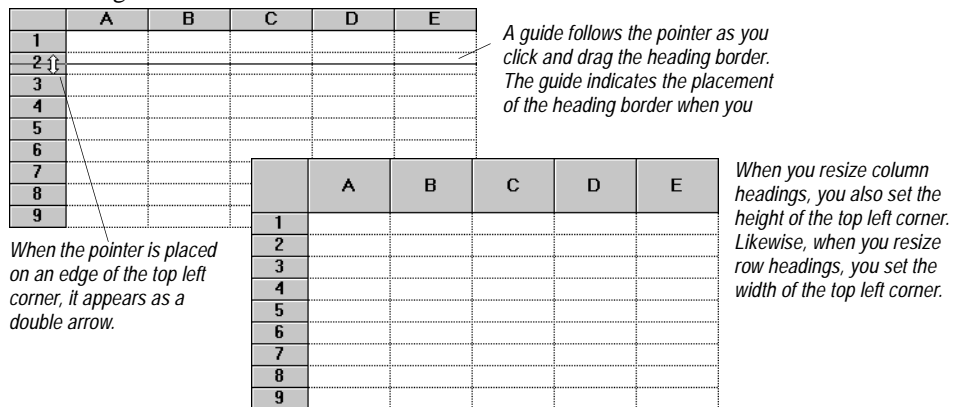 A B C D E
1
2
3
4
5
6
7
8
9
A guide follows the pointer as you
click and drag the heading border.
The guide indicates the placement
of the heading border when you
When the pointer is placed
on an edge of the top left
corner, it appears as a
double arrow.
A B C D E
1
2
3
4
5
6
7
8
9
When you resize column
headings, you also set the
height of the top left corner.
Likewise, when you resize
row headings, you set the
width of the top left corner.